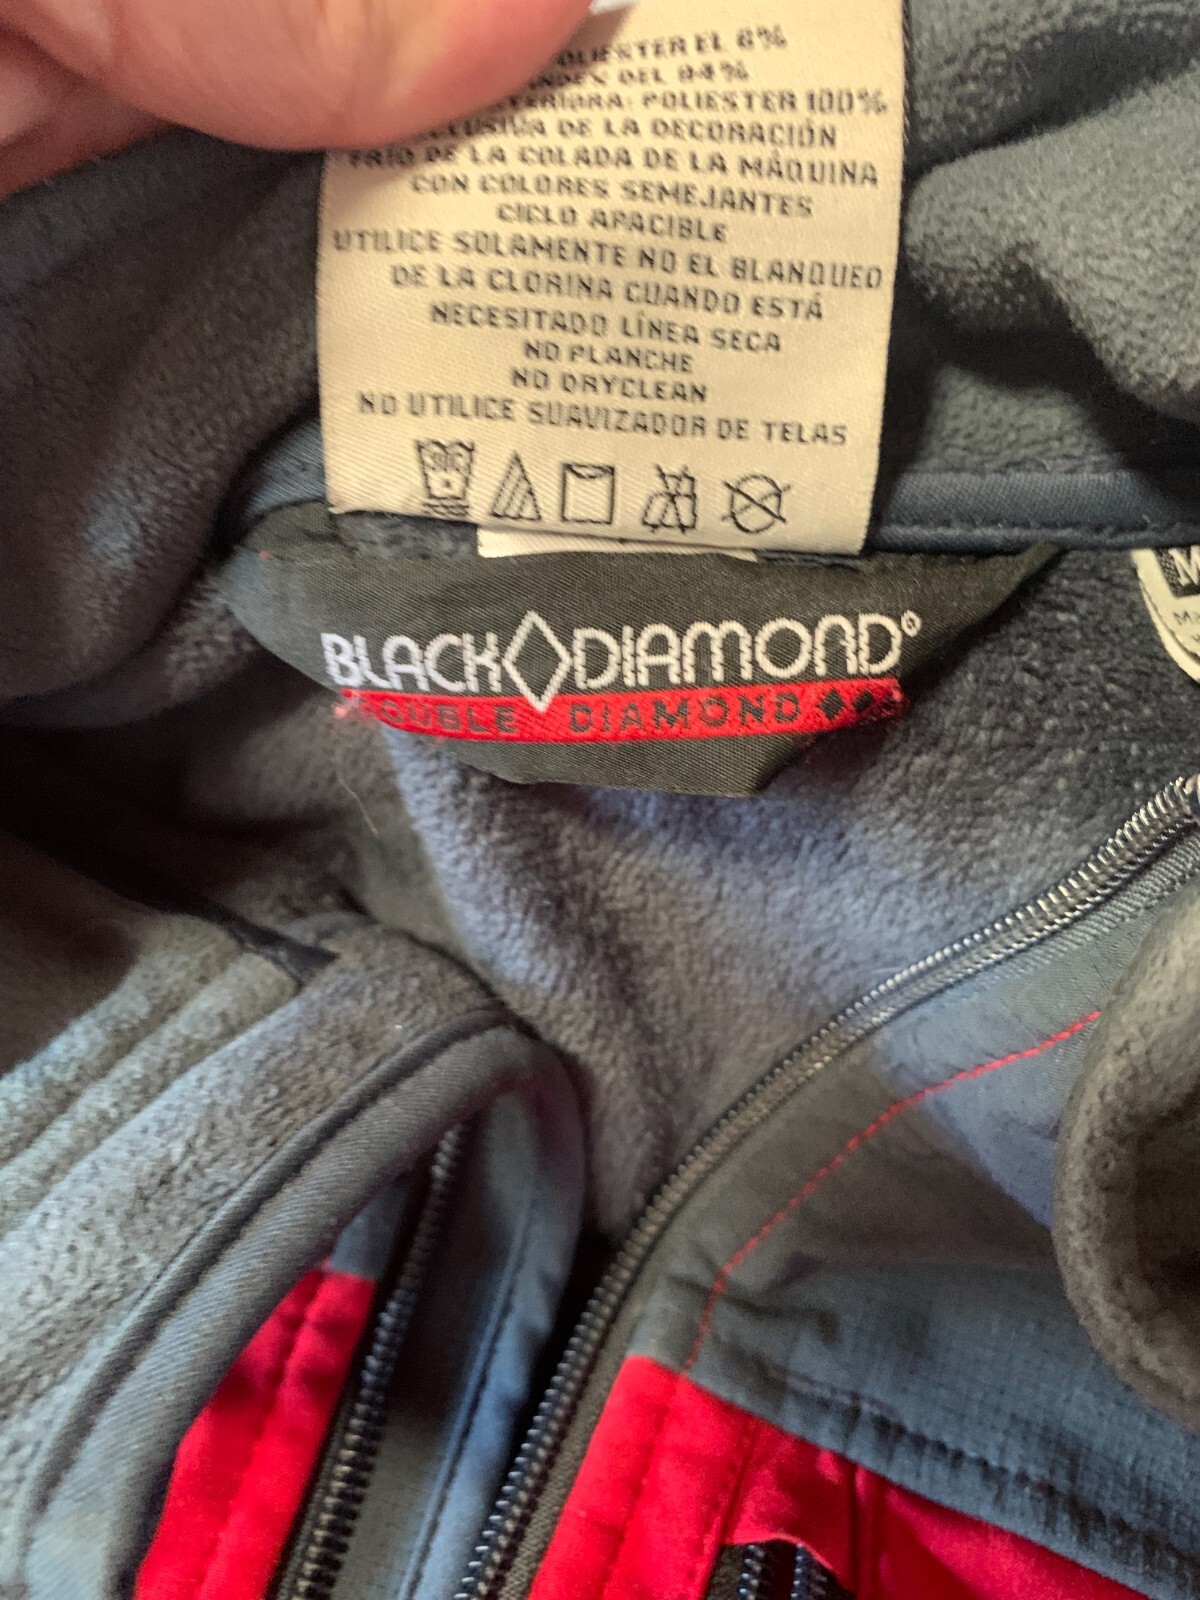 EL 6%
DEL 94%
POLIESTER 100%
DE LA DECORACIÓN
FRÍO DE LA COLADA DE LA MÁQUINA
CON COLORES SEMEJANTES
CICLO APACIBLE
UTILICE SOLAMENTE NO EL BLANQUEO
DE LA CLORINA CUANDO ESTÁ
NECESITADO LÍNEA SECA
NO PLANCHE
NO DRYCLEAN
NO UTILICE SUAVIZADOR DE TELAS
BLACK DIAMOND®
DOUBLE DIAMOND